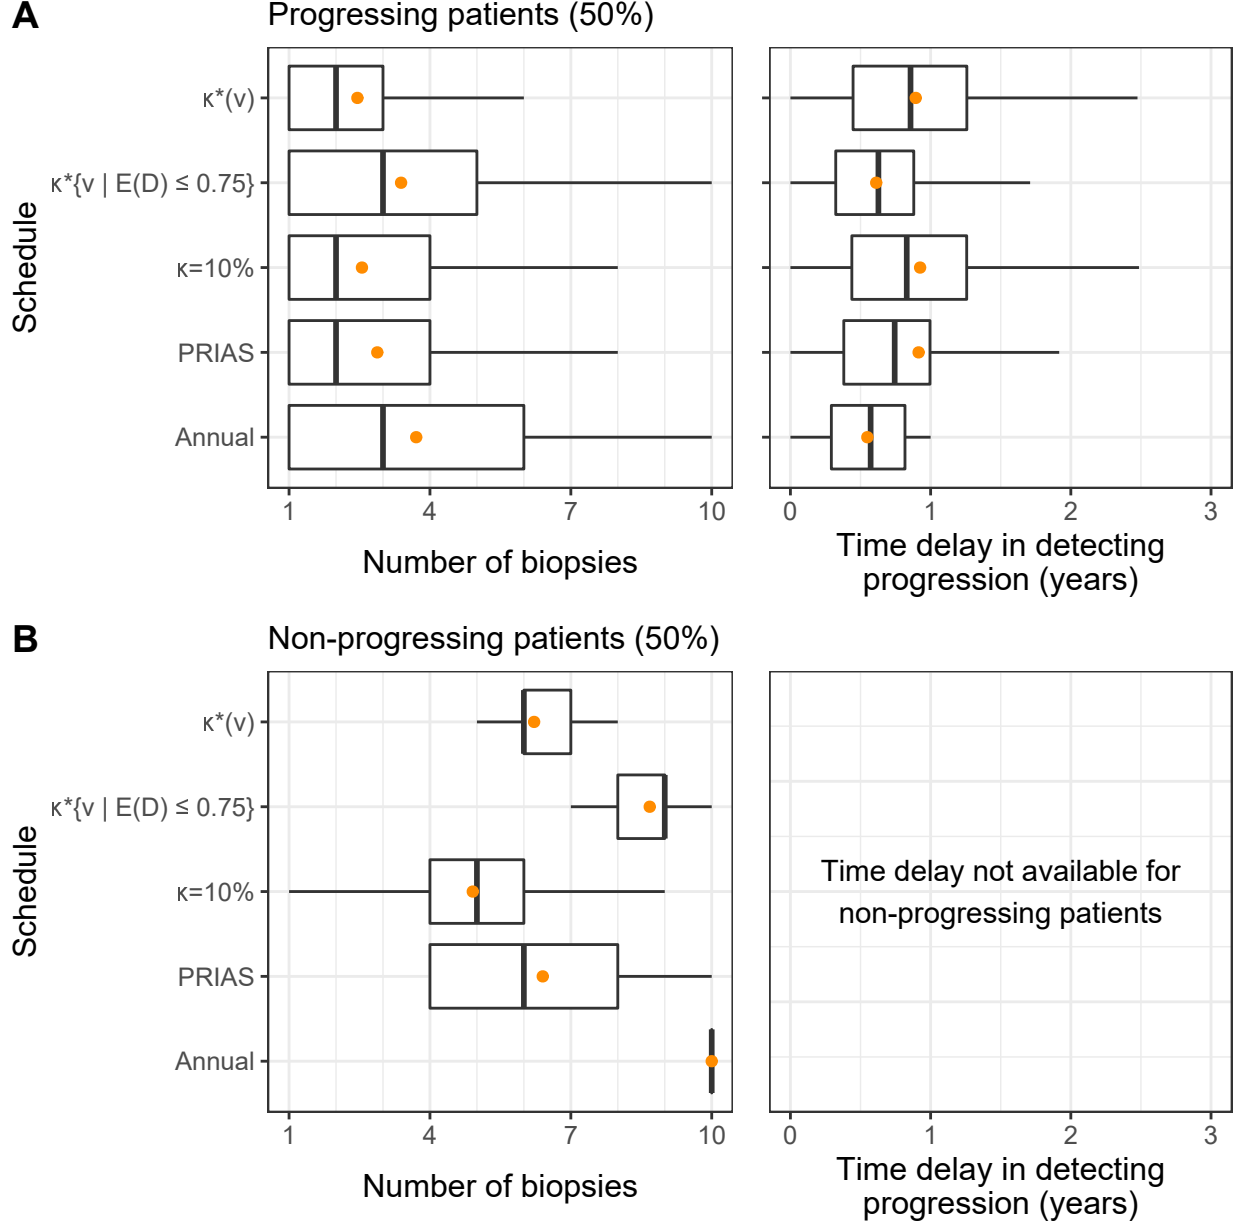 A
Progressing patients (50%)
Schedule
κ*(v)
κ*{v | E(D) ≤ 0.75}
κ=10%
PRIAS
Annual
1 4 7 10
Number of biopsies
0 1 2 3
Time delay in detecting
progression (years)
B
Non-progressing patients (50%)
Schedule
κ*(v)
κ*{v | E(D) ≤ 0.75}
κ=10%
PRIAS
Annual
1 4 7 10
Number of biopsies
Time delay not available for
non-progressing patients
0 1 2 3
Time delay in detecting
progression (years)